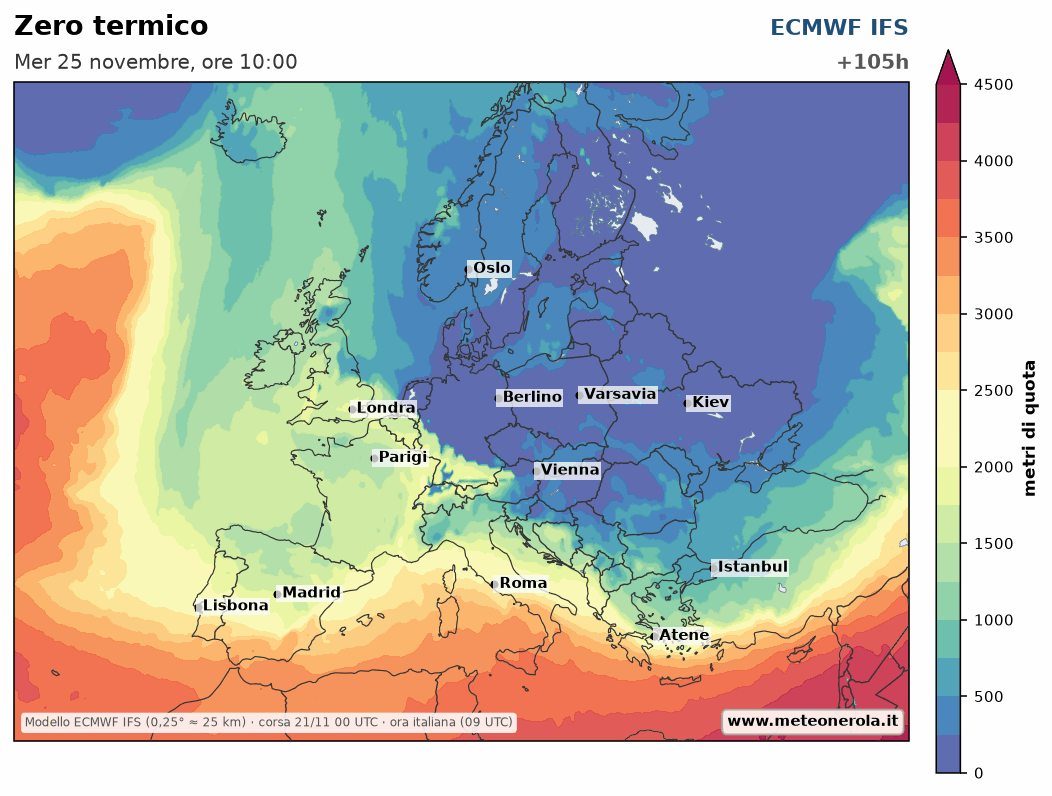 Zero termico
ECMWF IFS
Mer 25 novembre, ore 10:00
+105h
4500
4000
3500
3000
2500
2000
1500
1000
500
0
metri di quota
Oslo
Berlino
Varsavia
Kiev
Londra
Parigi
Vienna
Istanbul
Roma
Madrid
Lisbona
Atene
Modello ECMWF IFS (0,25° ≈ 25 km) · corsa 21/11 00 UTC · ora italiana (09 UTC)
www.meteonerola.it